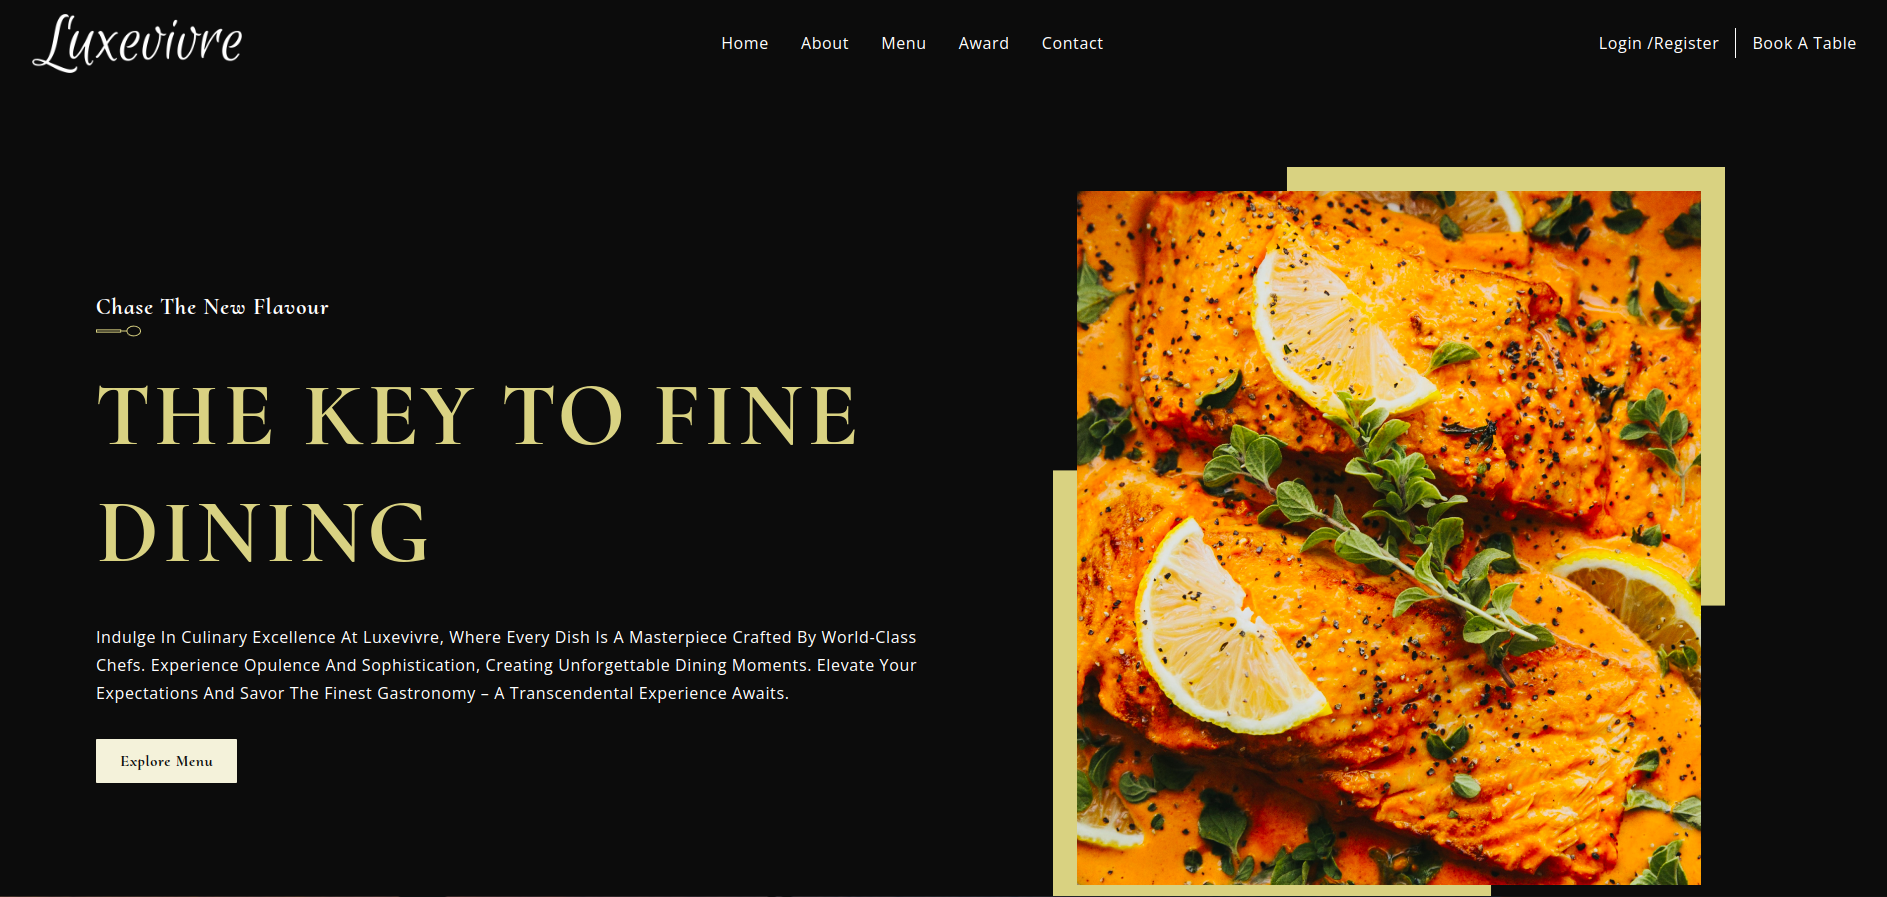 Luxevivre
Home About Menu Award Contact
Login /Register Book A Table
Chase The New Flavour
THE KEY TO FINE
DINING
Indulge In Culinary Excellence At Luxevivre, Where Every Dish Is A Masterpiece Crafted By World-Class
Chefs. Experience Opulence And Sophistication, Creating Unforgettable Dining Moments. Elevate Your
Expectations And Savor The Finest Gastronomy – A Transcendental Experience Awaits.
Explore Menu